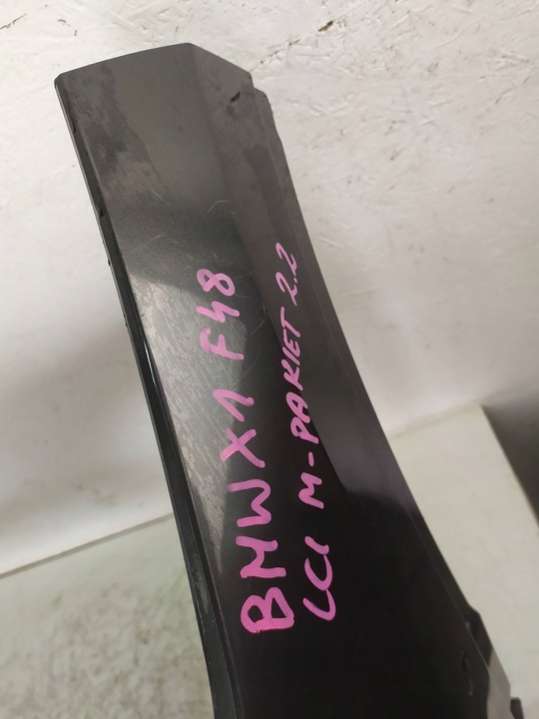 BMW X1 F48
LCI M-PAKIET 2.2